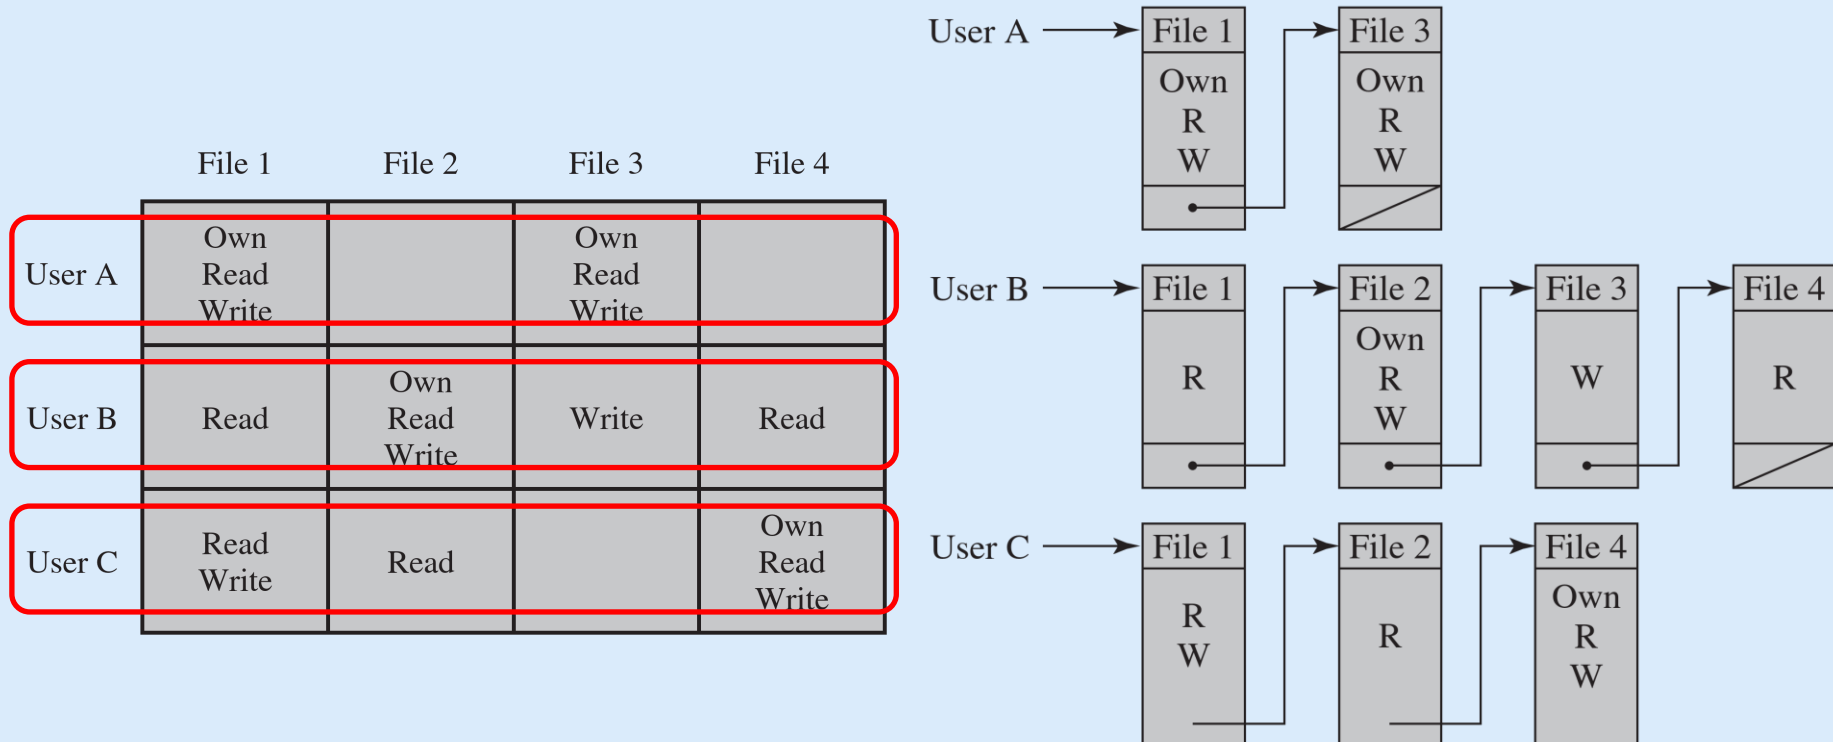 File 1 File 2 File 3 File 4
User A
Own
Read
Write
Own
Read
Write
User B
Read
Own
Read
Write
Write
Read
User C
Read
Write
Read
Own
Read
Write
User A
File 1
Own
R
W
File 3
Own
R
W
User B
File 1
R
File 2
Own
R
W
File 3
W
File 4
R
User C
File 1
R
W
File 2
R
File 4
Own
R
W